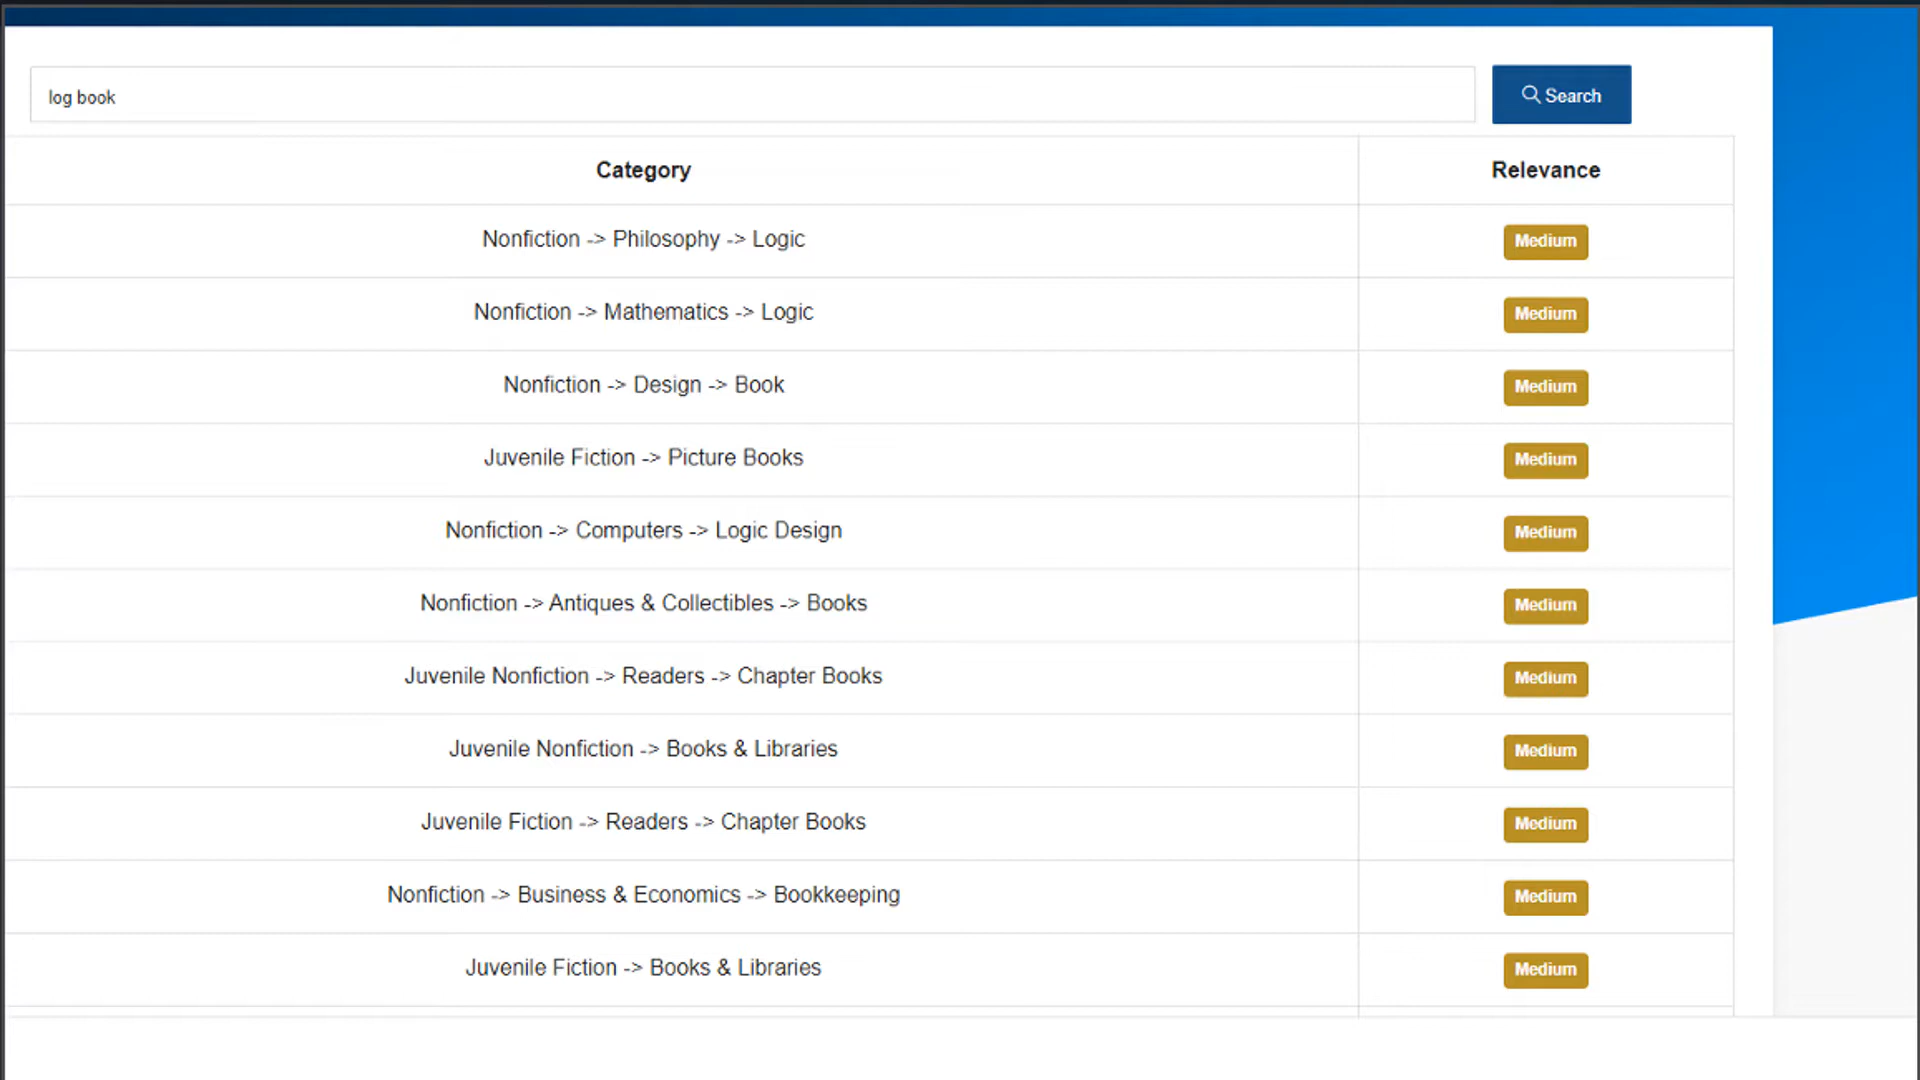 log book
Search
Category Relevance
Nonfiction -> Philosophy -> Logic Medium
Nonfiction -> Mathematics -> Logic Medium
Nonfiction -> Design -> Book Medium
Juvenile Fiction -> Picture Books Medium
Nonfiction -> Computers -> Logic Design Medium
Nonfiction -> Antiques & Collectibles -> Books Medium
Juvenile Nonfiction -> Readers -> Chapter Books Medium
Juvenile Nonfiction -> Books & Libraries Medium
Juvenile Fiction -> Readers -> Chapter Books Medium
Nonfiction -> Business & Economics -> Bookkeeping Medium
Juvenile Fiction -> Books & Libraries Medium